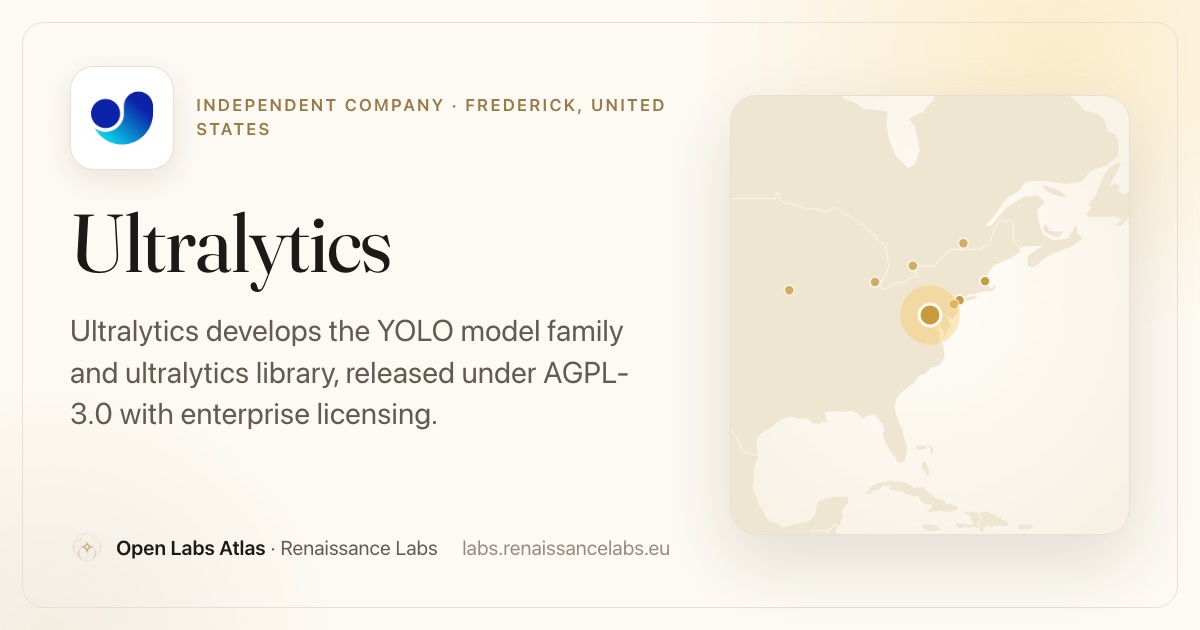 INDEPENDENT COMPANY · FREDERICK, UNITED
STATES
Ultralytics
Ultralytics develops the YOLO model family
and ultralytics library, released under AGPL-
3.0 with enterprise licensing.
Open Labs Atlas · Renaissance Labs labs.renaissancelabs.eu